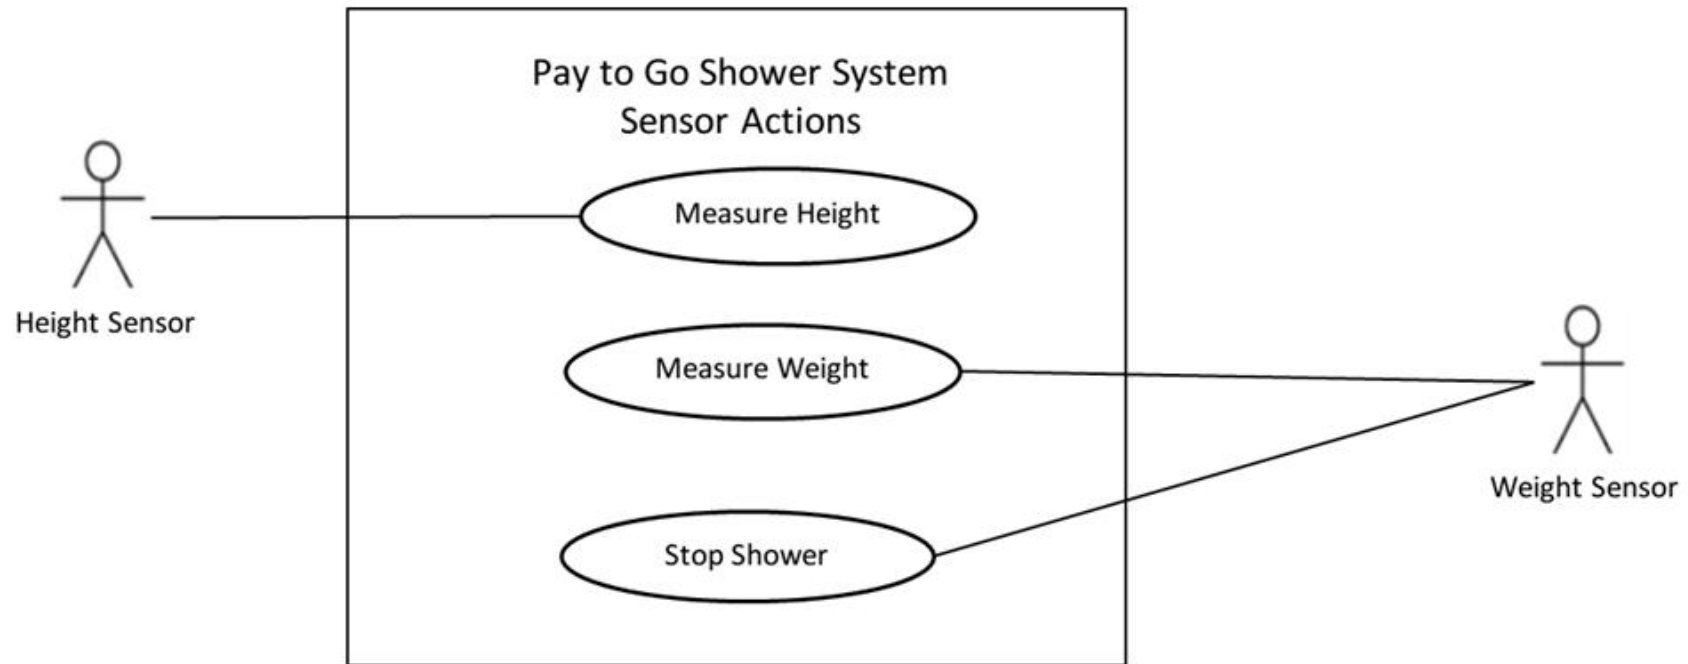 Pay to Go Shower System
Sensor Actions
Measure Height
Height Sensor
Measure Weight
Weight Sensor
Stop Shower